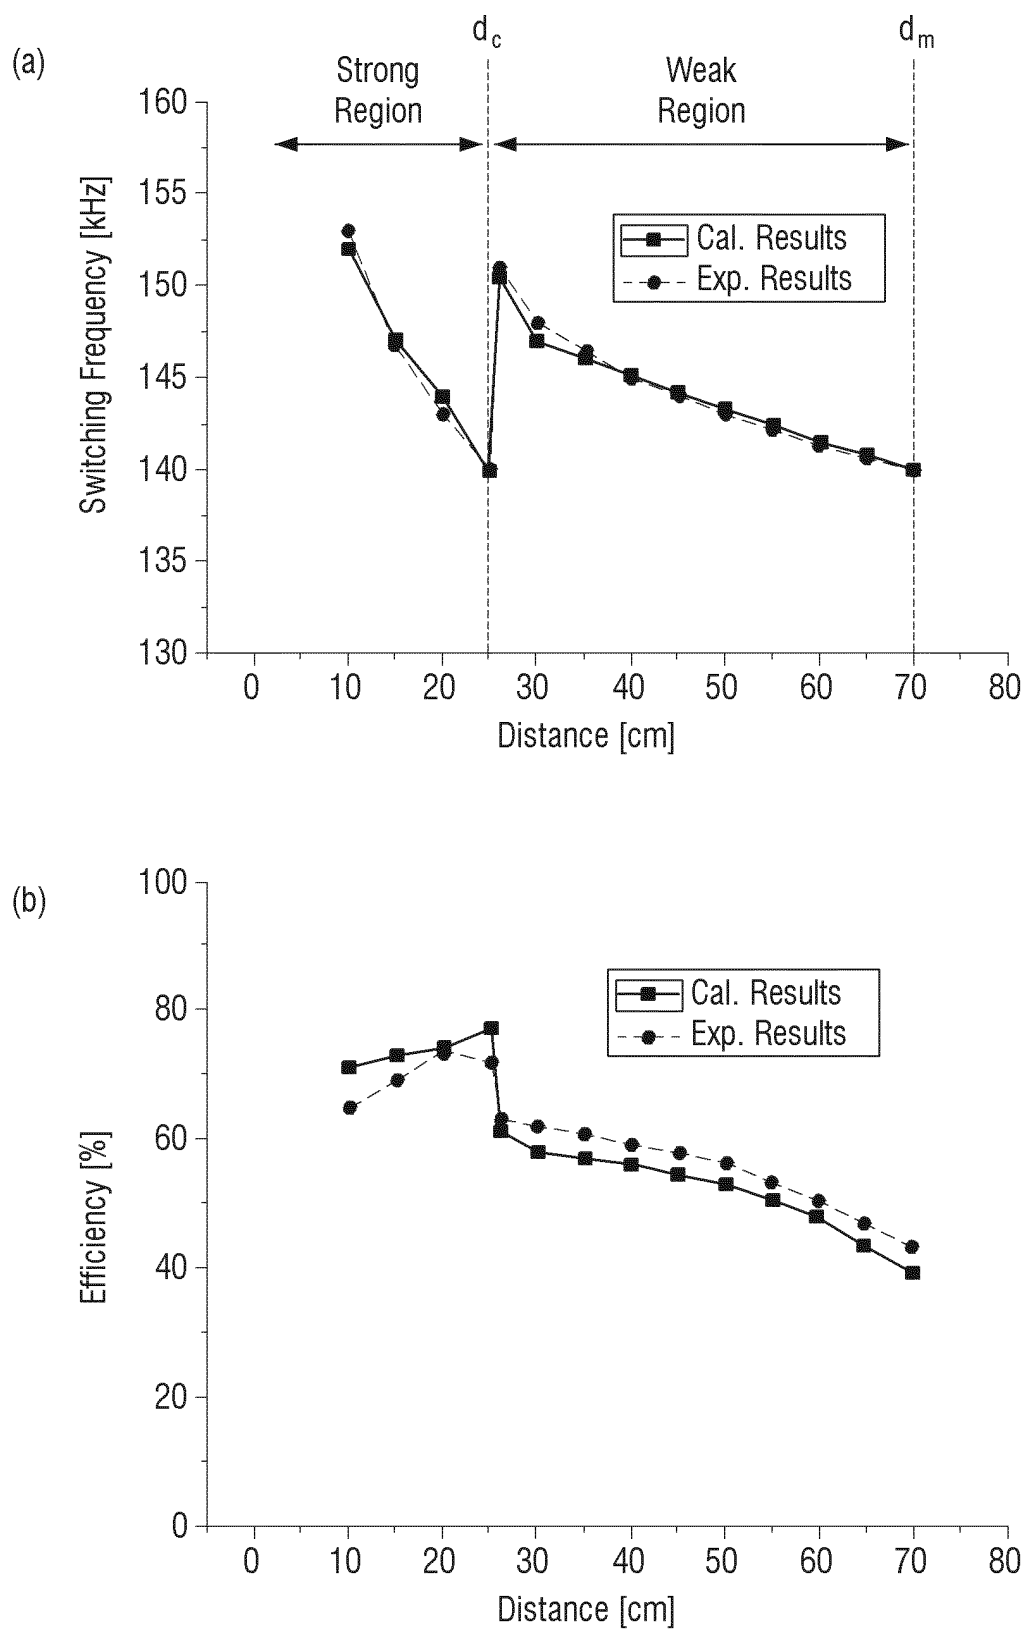 (a)
d c
d m
Strong
Region
Weak
Region
Switching Frequency [kHz]
160
155
150
145
140
135
130
Cal. Results
Exp. Results
0 10 20 30 40 50 60 70 80
Distance [cm]
(b)
Efficiency [%]
100
80
60
40
20
0
Cal. Results
Exp. Results
0 10 20 30 40 50 60 70 80
Distance [cm]